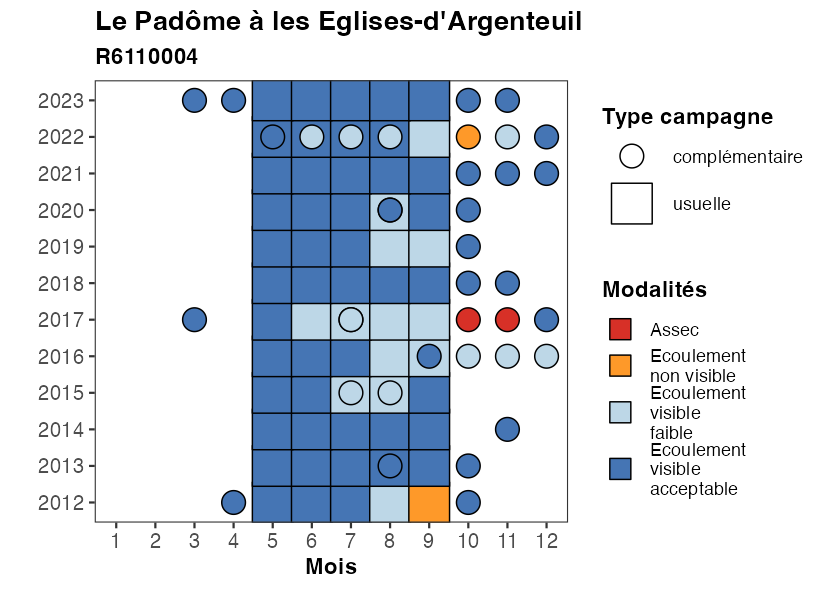 Le Padôme à les Eglises-d'Argenteuil
R6110004
2023
2022
2021
2020
2019
2018
2017
2016
2015
2014
2013
2012
1 2 3 4 5 6 7 8 9 10 11 12
Mois
Type campagne
complémentaire
usuelle
Modalités
Assec
Ecoulement
non visible
Ecoulement
visible
faible
Ecoulement
visible
acceptable